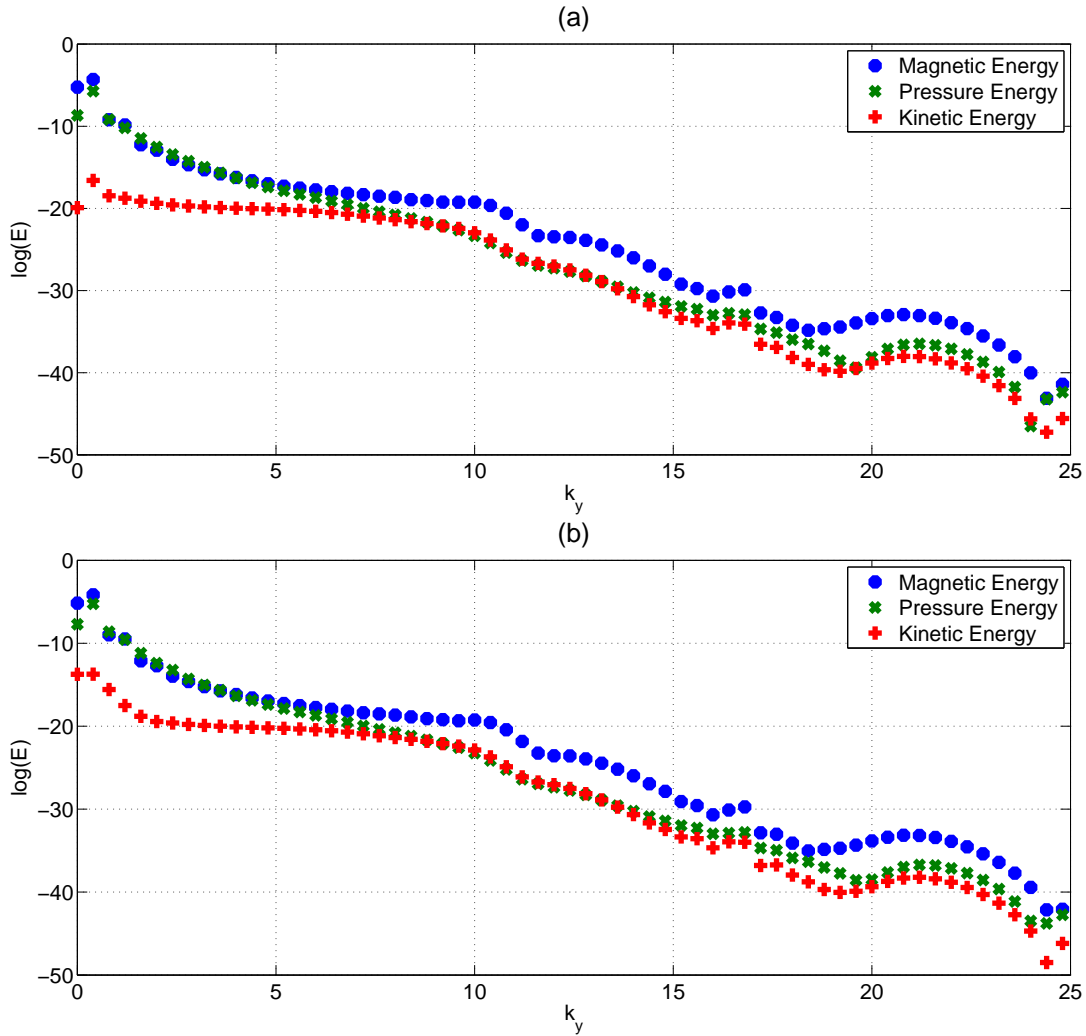 (a)
0
−10
−20
−30
−40
−50
log(E)
Magnetic Energy
Pressure Energy
Kinetic Energy
0 5 10 15 20 25
k_y
(b)
0
−10
−20
−30
−40
−50
log(E)
Magnetic Energy
Pressure Energy
Kinetic Energy
0 5 10 15 20 25
k_y